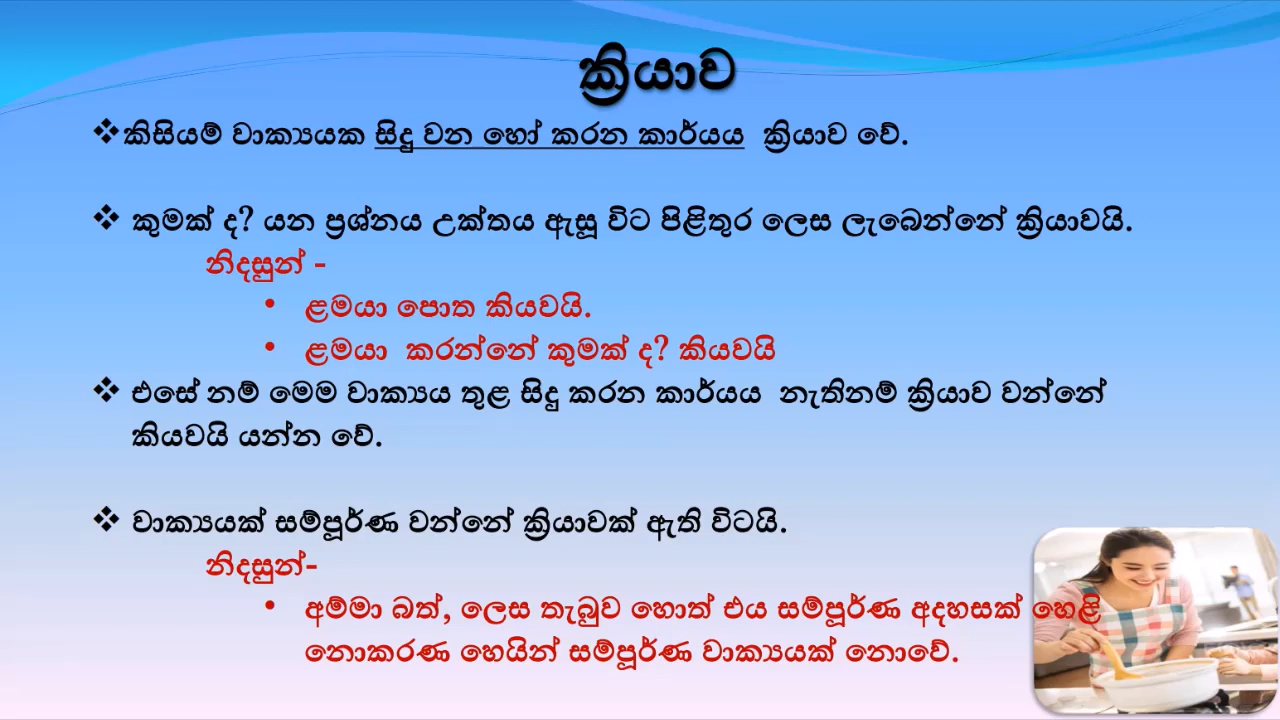 ක්‍රියාව
❖කිසියම් වාක්‍යයක සිදු වන හෝ කරන කාර්යය ක්‍රියාව වේ.
❖ කුමක් ද? යන ප්‍රශ්නය උක්තය ඇසූ විට පිළිතුර ලෙස ලැබෙන්නේ ක්‍රියාවයි.
නිදසුන් -
• ළමයා පොත කියවයි.
• ළමයා කරන්නේ කුමක් ද? කියවයි
❖ එසේ නම් මෙම වාක්‍යය තුළ සිදු කරන කාර්යය නැතිනම් ක්‍රියාව වන්නේ
කියවයි යන්න වේ.
❖ වාක්‍යයක් සම්පූර්ණ වන්නේ ක්‍රියාවක් ඇති විටයි.
නිදසුන්-
• අම්මා බත්, ලෙස තැබුව හොත් එය සම්පූර්ණ අදහසක් හෙළි
නොකරණ හෙයින් සම්පූර්ණ වාක්‍යයක් නොවේ.